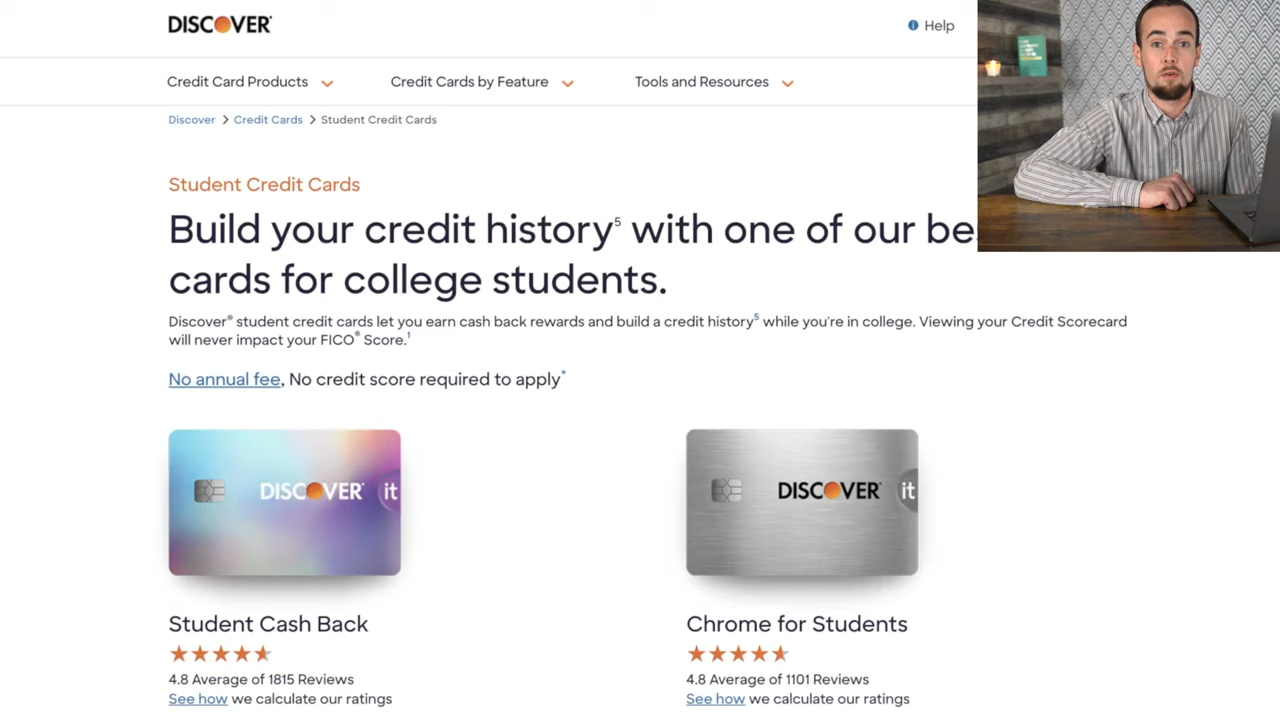 DISCOVER
Help
Credit Card Products
Credit Cards by Feature
Tools and Resources
Discover > Credit Cards > Student Credit Cards
Student Credit Cards
Build your credit history5 with one of our be
cards for college students.
Discover® student credit cards let you earn cash back rewards and build a credit history5 while you're in college. Viewing your Credit Scorecard
will never impact your FICO® Score.1
No annual fee, No credit score required to apply*
DISCOVER it
DISCOVER it
Student Cash Back
Chrome for Students
4.8 Average of 1815 Reviews
4.8 Average of 1101 Reviews
See how we calculate our ratings
See how we calculate our ratings